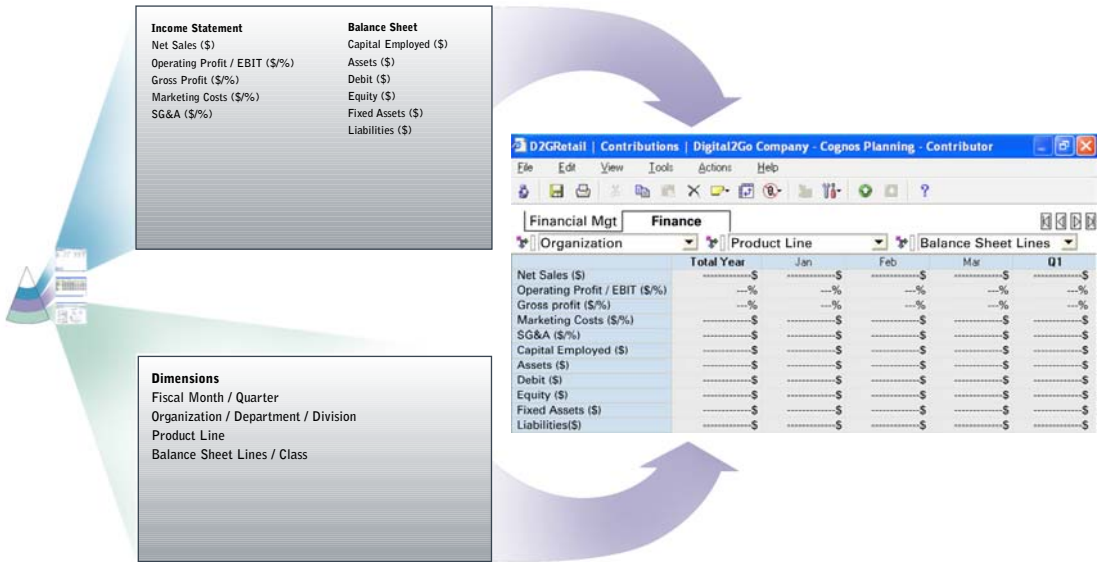 Income Statement
Net Sales ($)
Operating Profit / EBIT ($/%)
Gross Profit ($/%)
Marketing Costs ($/%)
SG&A ($/%)
Balance Sheet
Capital Employed ($)
Assets ($)
Debit ($)
Equity ($)
Fixed Assets ($)
Liabilities ($)
Dimensions
Fiscal Month / Quarter
Organization / Department / Division
Product Line
Balance Sheet Lines / Class
D2GRetail | Contributions | Digital2Go Company - Cognos Planning - Contributor
File Edit View Tools Actions Help
Financial Mgt Finance
Organization Product Line Balance Sheet Lines
Total Year Jan Feb Mar Q1
Net Sales ($) ------------$ ------------$ ------------$ ------------$ ------------$
Operating Profit / EBIT ($/%) ---% ---% ---% ---% ---%
Gross profit ($/%) ---% ---% ---% ---% ---%
Marketing Costs ($/%) ------------$ ------------$ ------------$ ------------$ ------------$
SG&A ($/%) ------------$ ------------$ ------------$ ------------$ ------------$
Capital Employed ($) ------------$ ------------$ ------------$ ------------$ ------------$
Assets ($) ------------$ ------------$ ------------$ ------------$ ------------$
Debit ($) ------------$ ------------$ ------------$ ------------$ ------------$
Equity ($) ------------$ ------------$ ------------$ ------------$ ------------$
Fixed Assets ($) ------------$ ------------$ ------------$ ------------$ ------------$
Liabilities($) ------------$ ------------$ ------------$ ------------$ ------------$